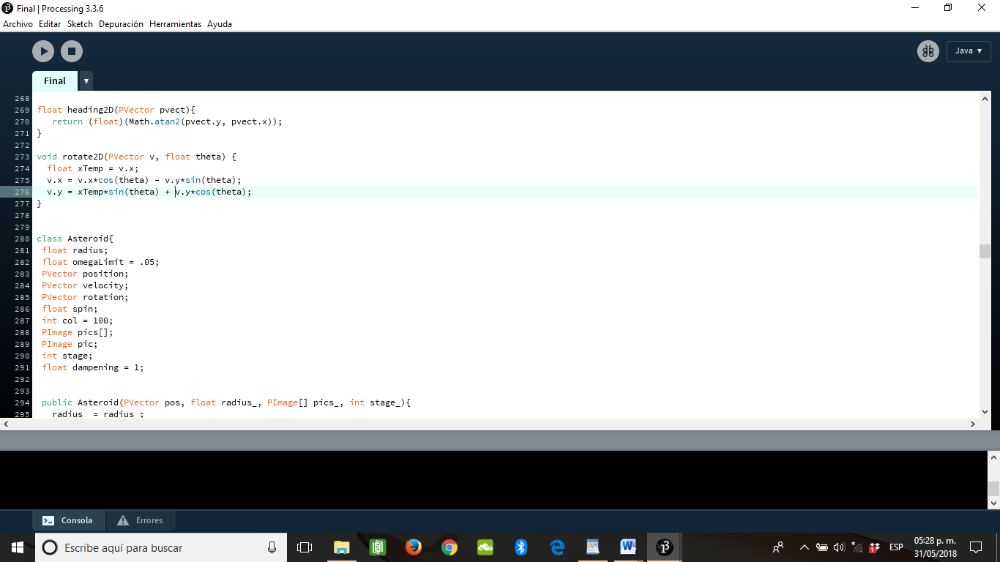 Final | Processing 3.3.6
Archivo Editar Sketch Depuración Herramientas Ayuda
Java ▼
Final ▼
268
269 float heading2D(PVector pvect){
270 return (float)(Math.atan2(pvect.y, pvect.x));
271 }
272
273 void rotate2D(PVector v, float theta) {
274 float xTemp = v.x;
275 v.x = v.x*cos(theta) - v.y*sin(theta);
276 v.y = xTemp*sin(theta) + v.y*cos(theta);
277 }
278
279
280 class Asteroid{
281 float radius;
282 float omegaLimit = .05;
283 PVector position;
284 PVector velocity;
285 PVector rotation;
286 float spin;
287 int col = 100;
288 PImage pics[];
289 PImage pic;
290 int stage;
291 float dampening = 1;
292
293
294 public Asteroid(PVector pos, float radius_, PImage[] pics_, int stage_){
295 radius = radius_;
Consola Errores
Escribe aquí para buscar
ESP
05:28 p. m.
31/05/2018